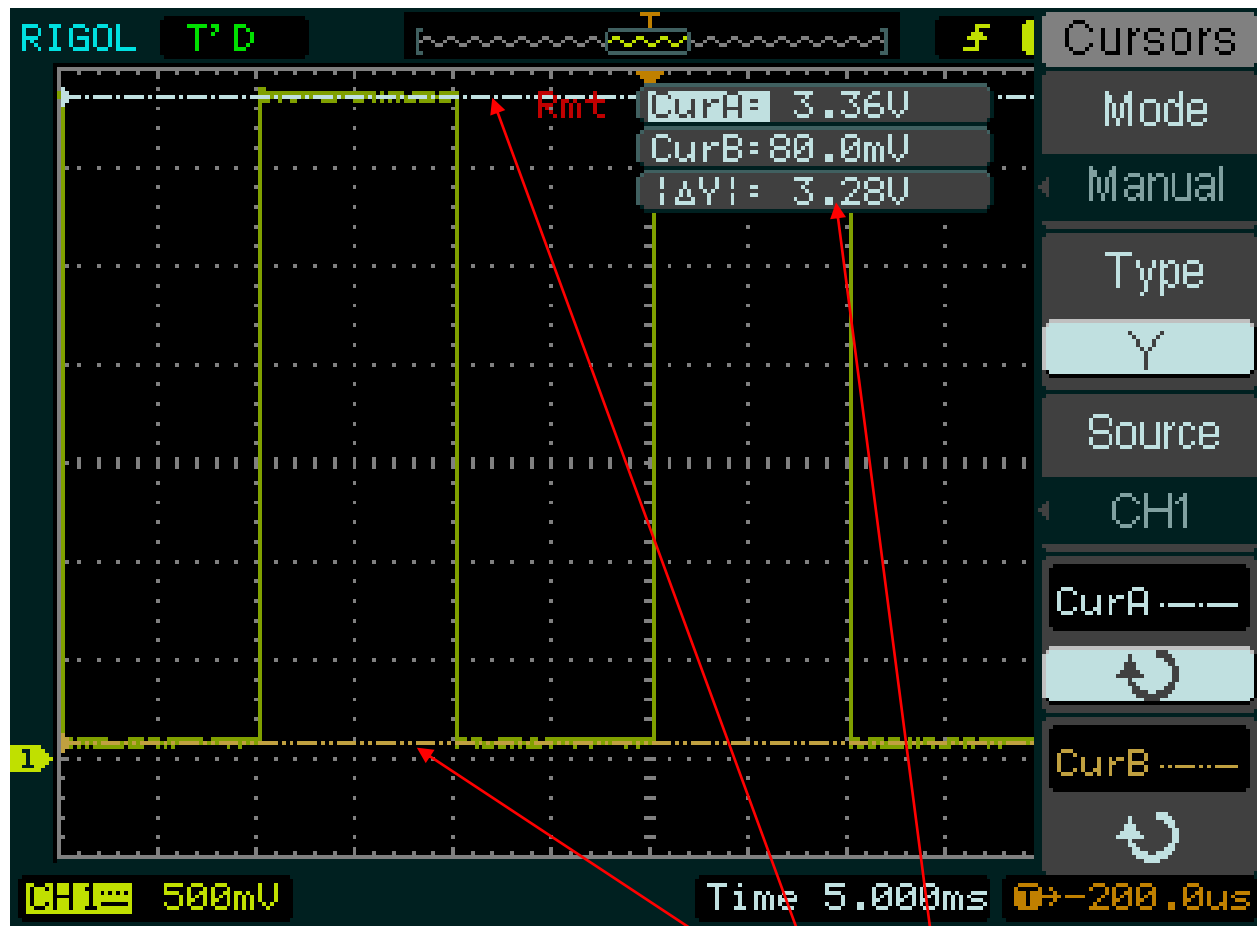 RIGOL T'D
Cursors
Rmt
CurA= 3.36V
CurB=80.0mV
|ΔY|= 3.28V
Mode
Manual
Type
Y
Source
CH1
CurA
CurB
T
1
CH1 500mV Time 5.000ms T→-200.0us